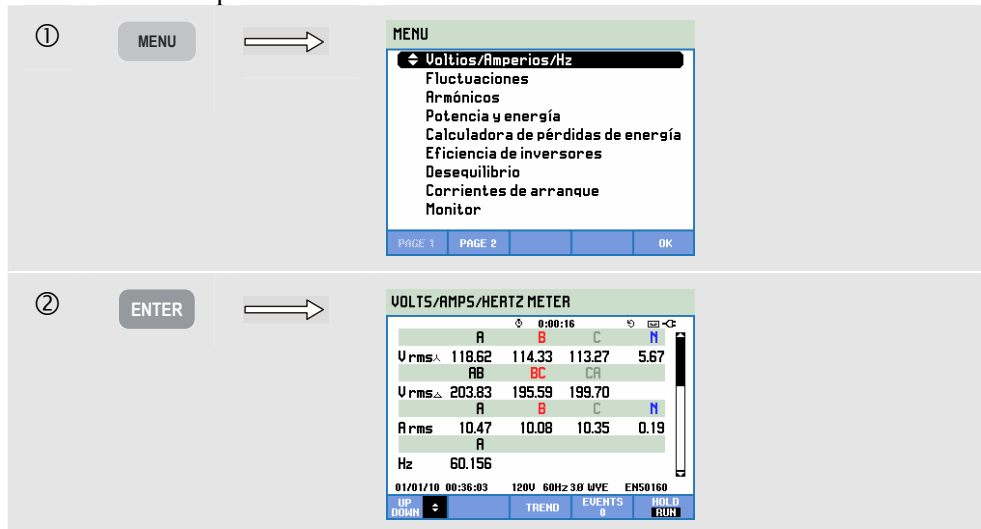 ① MENU
MENU
Voltios/Amperios/Hz
Fluctuaciones
Armónicos
Potencia y energía
Calculadora de pérdidas de energía
Eficiencia de inversores
Desequilibrio
Corrientes de arranque
Monitor
PAGE 1 PAGE 2 OK
② ENTER
VOLTS/AMPS/HERTZ METER
0:00:16
A B C N
V rms⅄ 118.62 114.33 113.27 5.67
AB BC CA
V rms△ 203.83 195.59 199.70
A B C N
A rms 10.47 10.08 10.35 0.19
A
Hz 60.156
01/01/10 00:36:03 120V 60Hz 3Ø WYE EN50160
UP DOWN TREND EVENTS 0 HOLD RUN